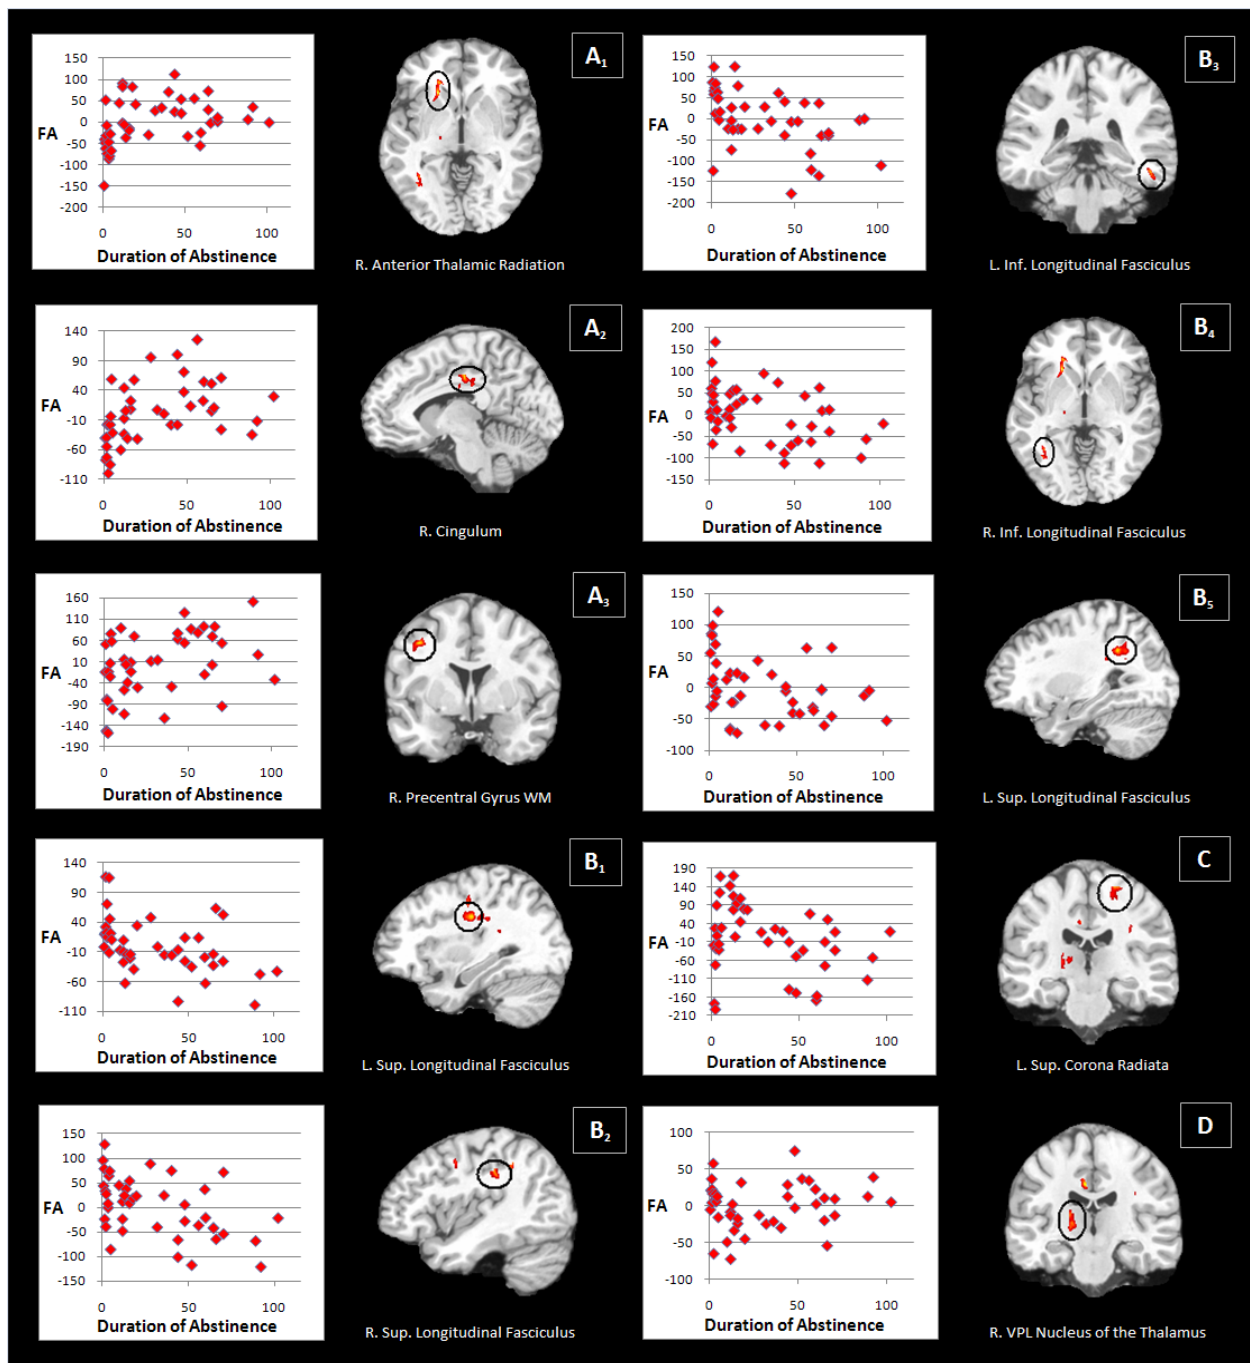 A1
150
100
50
0
-50
-100
-150
-200
FA
0 50 100
Duration of Abstinence
R. Anterior Thalamic Radiation
B3
150
100
50
0
-50
-100
-150
-200
FA
0 50 100
Duration of Abstinence
L. Inf. Longitudinal Fasciculus
A2
140
90
40
-10
-60
-110
FA
0 50 100
Duration of Abstinence
R. Cingulum
B4
200
150
100
50
0
-50
-100
-150
FA
0 50 100
Duration of Abstinence
R. Inf. Longitudinal Fasciculus
A3
160
110
60
10
-40
-90
-140
-190
FA
0 50 100
Duration of Abstinence
R. Precentral Gyrus WM
B5
150
100
50
0
-50
-100
FA
0 50 100
Duration of Abstinence
L. Sup. Longitudinal Fasciculus
B1
140
90
40
-10
-60
-110
FA
0 50 100
Duration of Abstinence
L. Sup. Longitudinal Fasciculus
C
190
140
90
40
-10
-60
-110
-160
-210
FA
0 50 100
Duration of Abstinence
L. Sup. Corona Radiata
B2
150
100
50
0
-50
-100
-150
FA
0 50 100
Duration of Abstinence
R. Sup. Longitudinal Fasciculus
D
100
50
0
-50
-100
FA
0 50 100
Duration of Abstinence
R. VPL Nucleus of the Thalamus